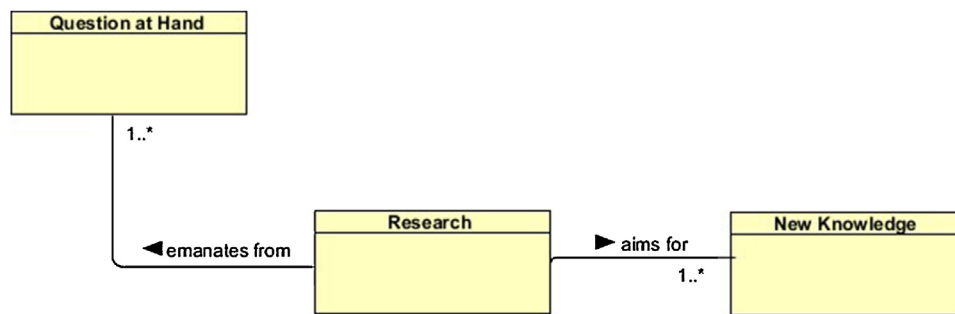 Question at Hand
1..*
Research
New Knowledge
emanates from
aims for
1..*